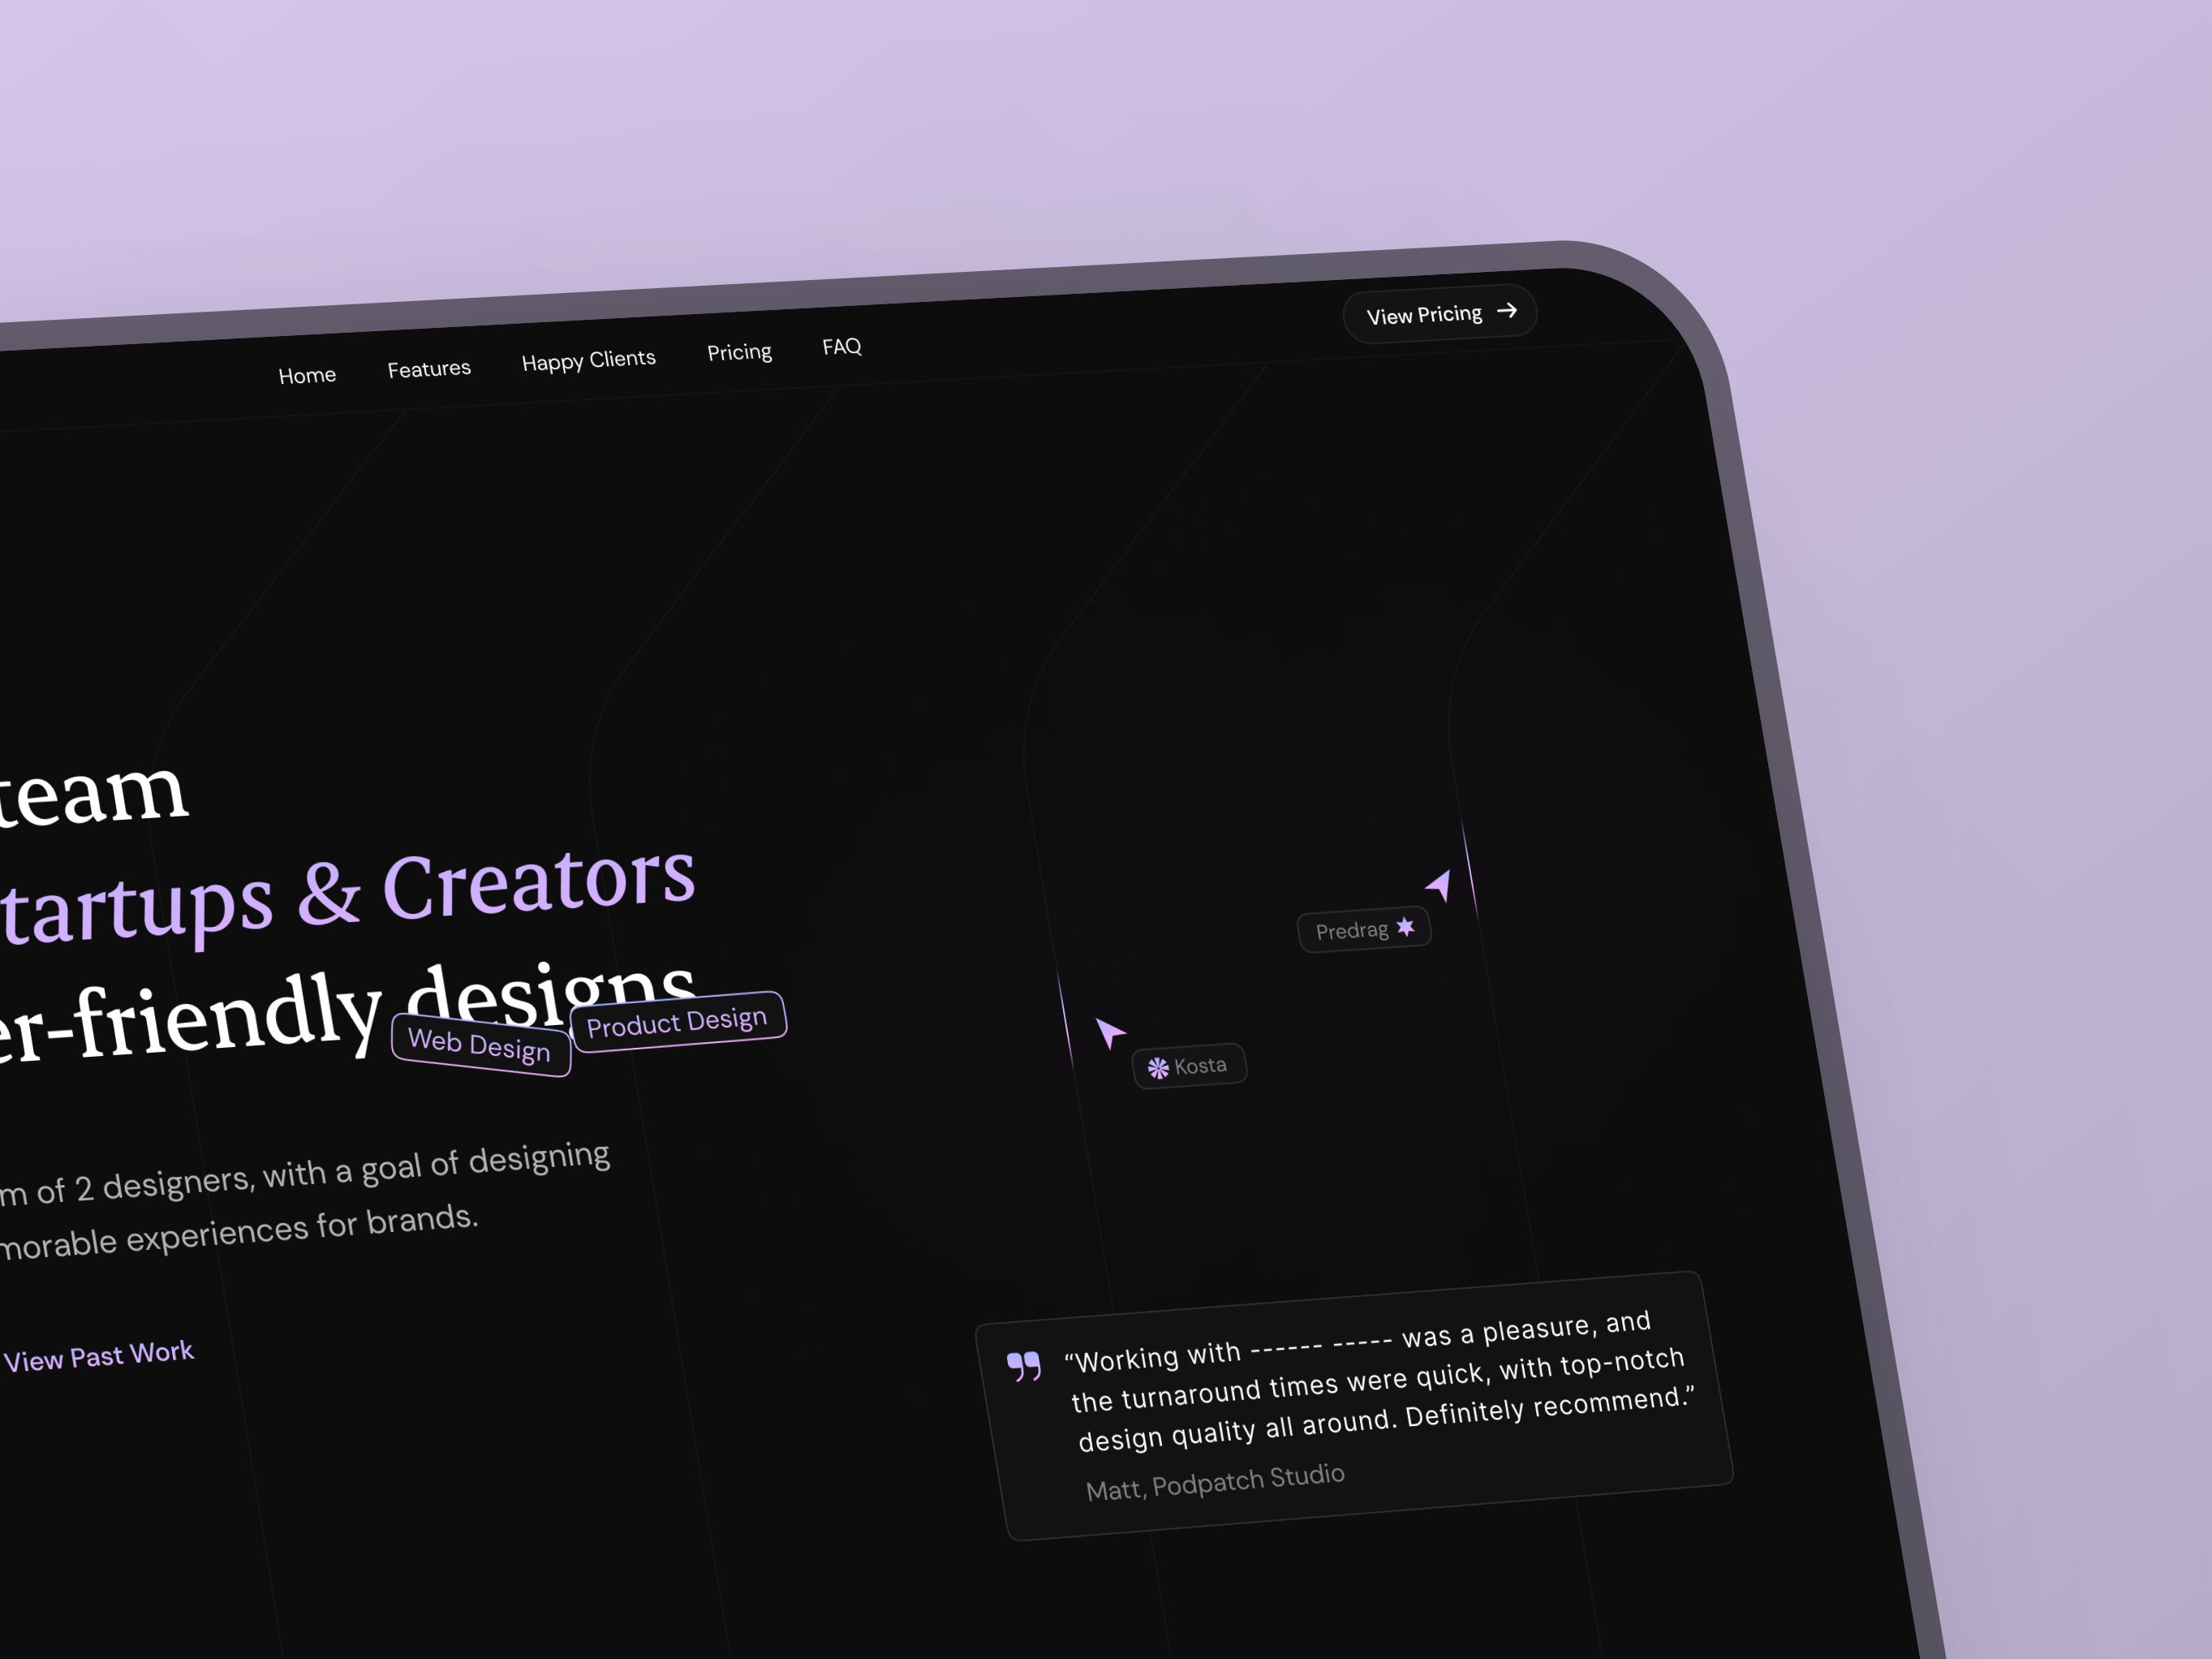 Home Features Happy Clients Pricing FAQ View Pricing
team
tartups & Creators
er-friendly designs
Web Design Product Design
Predrag
Kosta
m of 2 designers, with a goal of designing
morable experiences for brands.
View Past Work
“Working with ------ ----- was a pleasure, and
the turnaround times were quick, with top-notch
design quality all around. Definitely recommend.”
Matt, Podpatch Studio